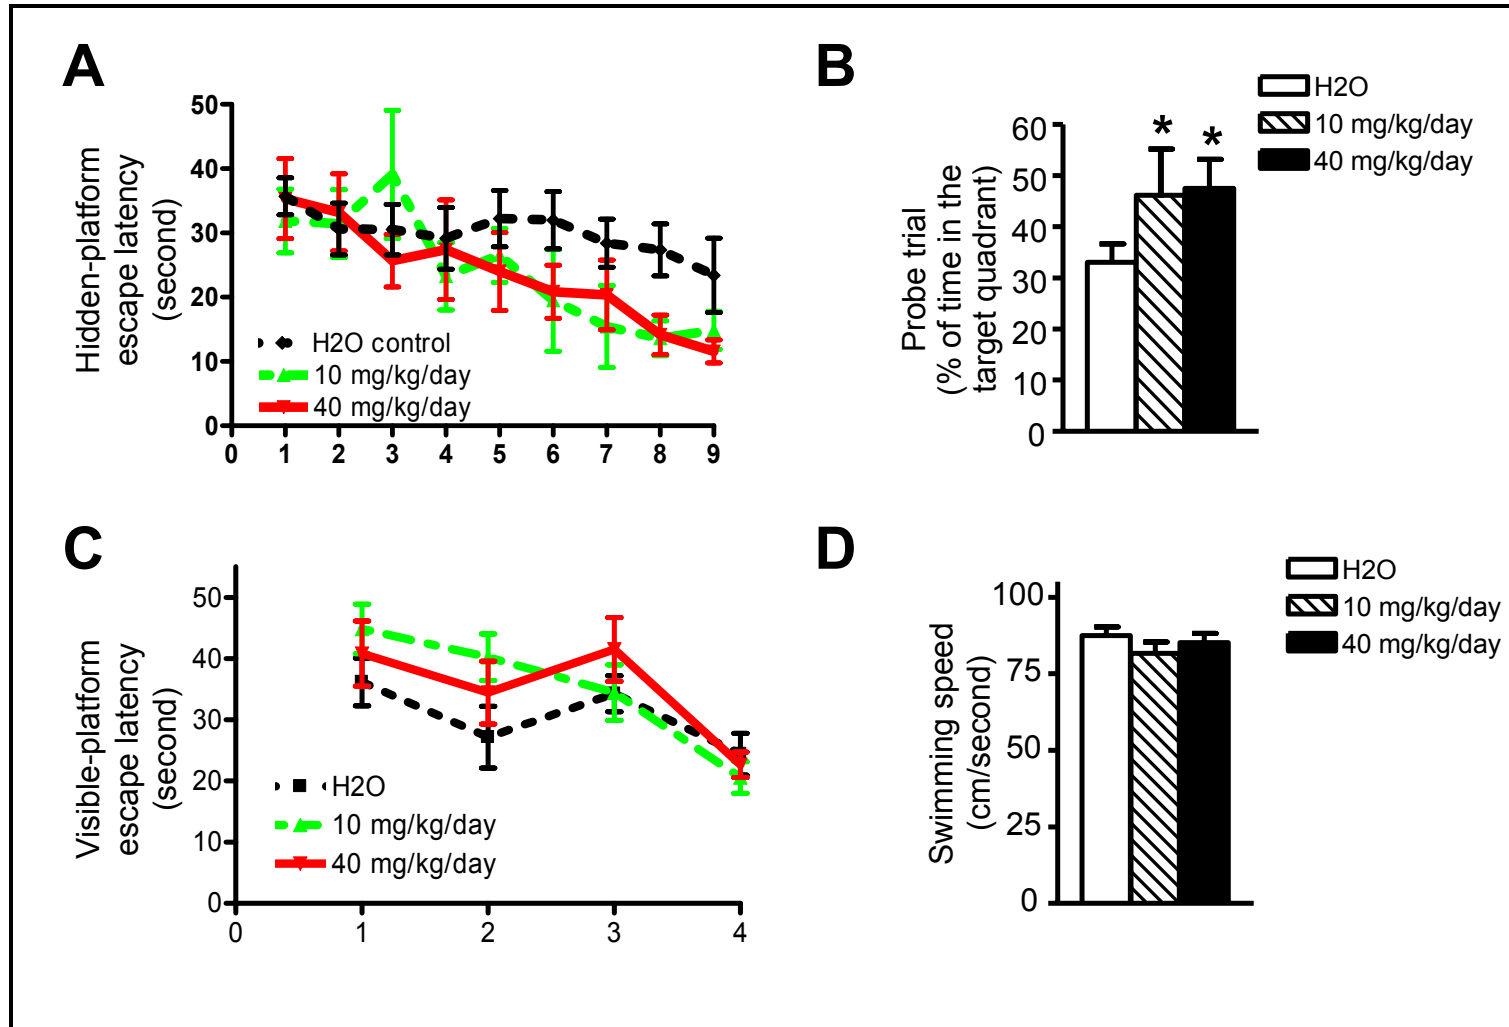 A
Hidden-platform
escape latency
(second)
50
40
30
20
10
0
H2O control
10 mg/kg/day
40 mg/kg/day
0 1 2 3 4 5 6 7 8 9
B
H2O
10 mg/kg/day
40 mg/kg/day
Probe trial
(% of time in the
target quadrant)
60
50
40
30
20
10
0
* *
C
Visible-platform
escape latency
(second)
50
40
30
20
10
0
H2O
10 mg/kg/day
40 mg/kg/day
0 1 2 3 4
D
H2O
10 mg/kg/day
40 mg/kg/day
Swimming speed
(cm/second)
100
75
50
25
0